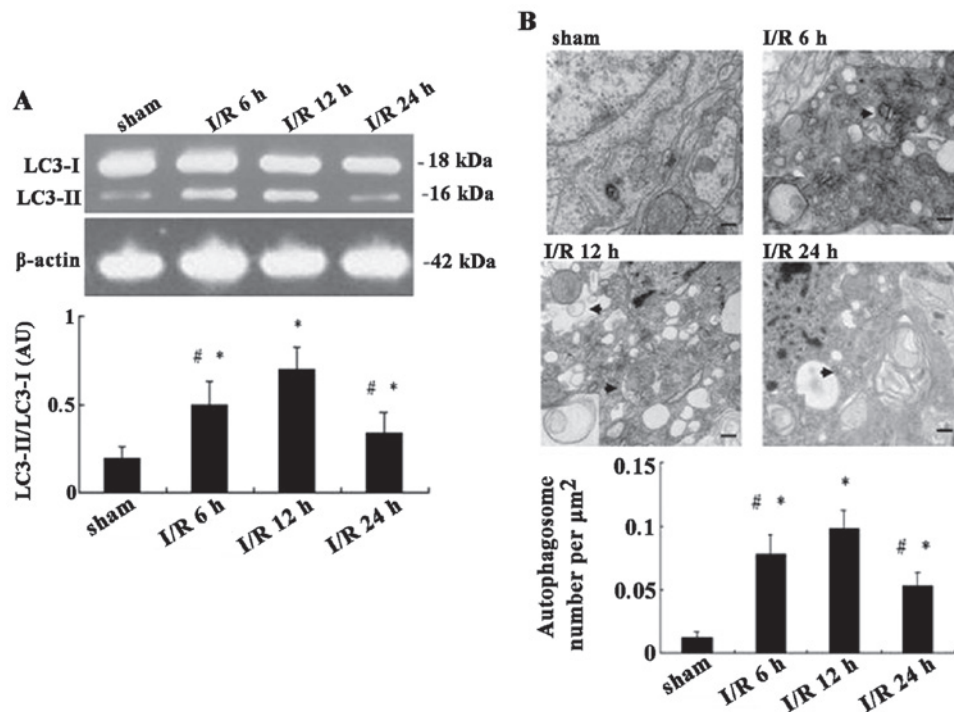 A
sham
I/R 6 h
I/R 12 h
I/R 24 h
LC3-I
- 18 kDa
LC3-II
- 16 kDa
β-actin
-42 kDa
LC3-II/LC3-I (AU)
1
0.5
0
# *
*
# *
sham
I/R 6 h
I/R 12 h
I/R 24 h
B
sham
I/R 6 h
I/R 12 h
I/R 24 h
Autophagosome
number per μm²
0.15
0.1
0.05
0
# *
*
# *
sham
I/R 6 h
I/R 12 h
I/R 24 h